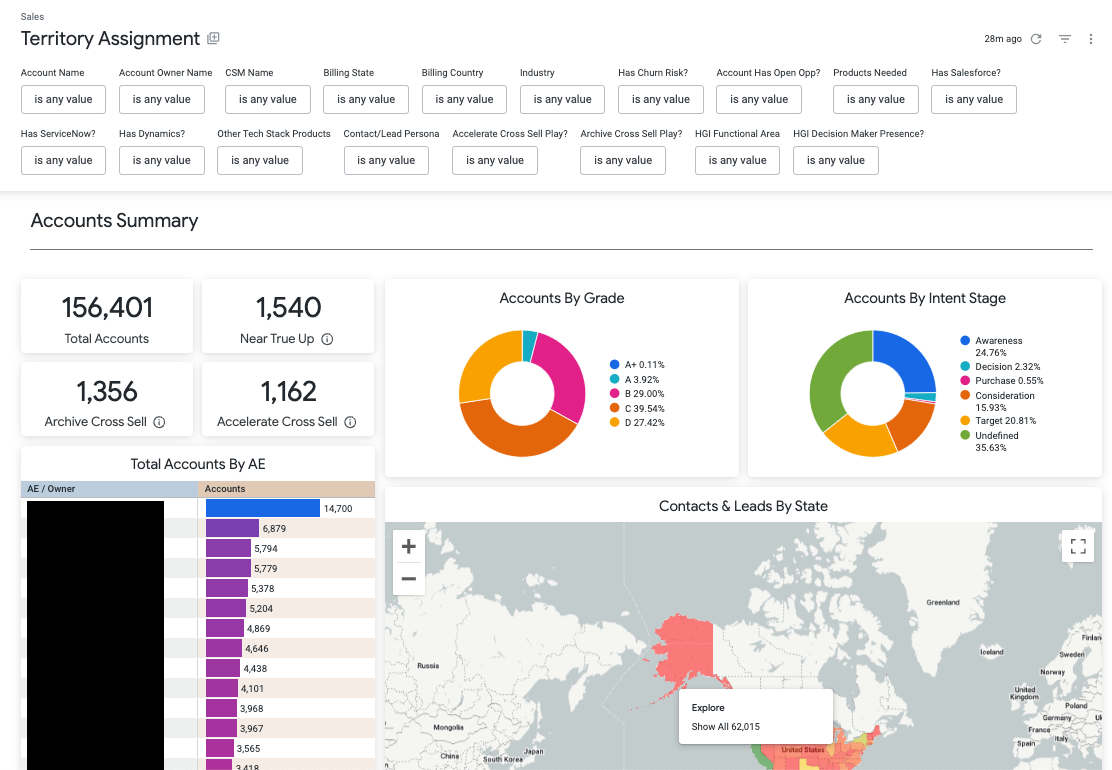 Sales
Territory Assignment
28m ago
Account Name Account Owner Name CSM Name Billing State Billing Country Industry Has Churn Risk? Account Has Open Opp? Products Needed Has Salesforce?
is any value is any value is any value is any value is any value is any value is any value is any value is any value is any value
Has ServiceNow? Has Dynamics? Other Tech Stack Products Contact/Lead Persona Accelerate Cross Sell Play? Archive Cross Sell Play? HGI Functional Area HGI Decision Maker Presence?
is any value is any value is any value is any value is any value is any value is any value is any value
Accounts Summary
156,401
Total Accounts
1,540
Near True Up
1,356
Archive Cross Sell
1,162
Accelerate Cross Sell
Accounts By Grade
A+ 0.11%
A 3.92%
B 29.00%
C 39.54%
D 27.42%
Accounts By Intent Stage
Awareness
24.76%
Decision 2.32%
Purchase 0.55%
Consideration
15.93%
Target 20.81%
Undefined
35.63%
Total Accounts By AE
AE / Owner Accounts
14,700
6,879
5,794
5,779
5,378
5,204
4,869
4,646
4,438
4,101
3,968
3,967
3,565
3,418
Contacts & Leads By State
Greenland
Iceland
Finlan
Sweden
Norway
Russia
United
Kingdom
Poland
Germany
Uk
France
Italy
Spain
Mongolia
China
Japan
South Korea
Explore
Show All 62,015
United States